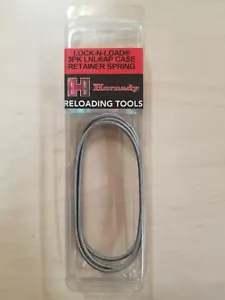 LOCK-N-LOAD®
3PK LNL®AP CASE
RETAINER SPRING
H Hornady
RELOADING TOOLS